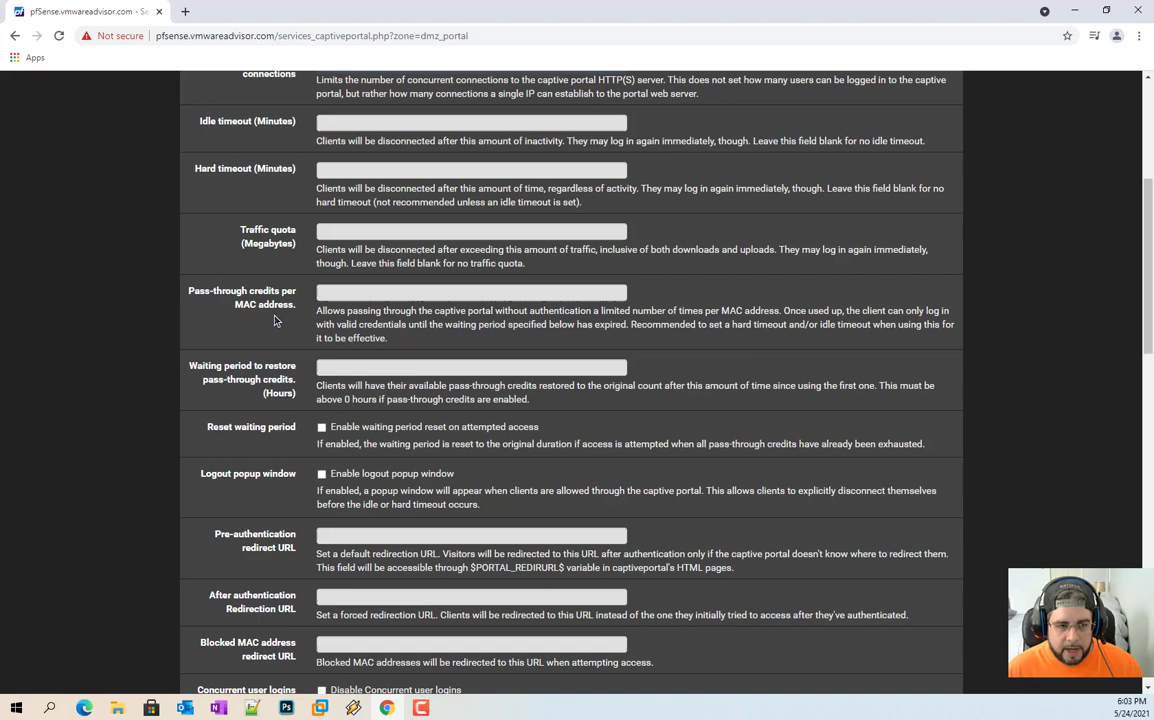 pfSense.vmwareadvisor.com - Se
Not secure
pfsense.vmwareadvisor.com/services_captiveportal.php?zone=dmz_portal
Apps
connections
Limits the number of concurrent connections to the captive portal HTTP(S) server. This does not set how many users can be logged in to the captive
portal, but rather how many connections a single IP can establish to the portal web server.
Idle timeout (Minutes)
Clients will be disconnected after this amount of inactivity. They may log in again immediately, though. Leave this field blank for no idle timeout.
Hard timeout (Minutes)
Clients will be disconnected after this amount of time, regardless of activity. They may log in again immediately, though. Leave this field blank for no
hard timeout (not recommended unless an idle timeout is set).
Traffic quota
(Megabytes)
Clients will be disconnected after exceeding this amount of traffic, inclusive of both downloads and uploads. They may log in again immediately,
though. Leave this field blank for no traffic quota.
Pass-through credits per
MAC address.
Allows passing through the captive portal without authentication a limited number of times per MAC address. Once used up, the client can only log in
with valid credentials until the waiting period specified below has expired. Recommended to set a hard timeout and/or idle timeout when using this for
it to be effective.
Waiting period to restore
pass-through credits.
(Hours)
Clients will have their available pass-through credits restored to the original count after this amount of time since using the first one. This must be
above 0 hours if pass-through credits are enabled.
Reset waiting period
Enable waiting period reset on attempted access
If enabled, the waiting period is reset to the original duration if access is attempted when all pass-through credits have already been exhausted.
Logout popup window
Enable logout popup window
If enabled, a popup window will appear when clients are allowed through the captive portal. This allows clients to explicitly disconnect themselves
before the idle or hard timeout occurs.
Pre-authentication
redirect URL
Set a default redirection URL. Visitors will be redirected to this URL after authentication only if the captive portal doesn't know where to redirect them.
This field will be accessible through $PORTAL_REDIRURL$ variable in captiveportal's HTML pages.
After authentication
Redirection URL
Set a forced redirection URL. Clients will be redirected to this URL instead of the one they initially tried to access after they've authenticated.
Blocked MAC address
redirect URL
Blocked MAC addresses will be redirected to this URL when attempting access.
Concurrent user logins
Disable Concurrent user logins
6:03 PM
5/24/2021